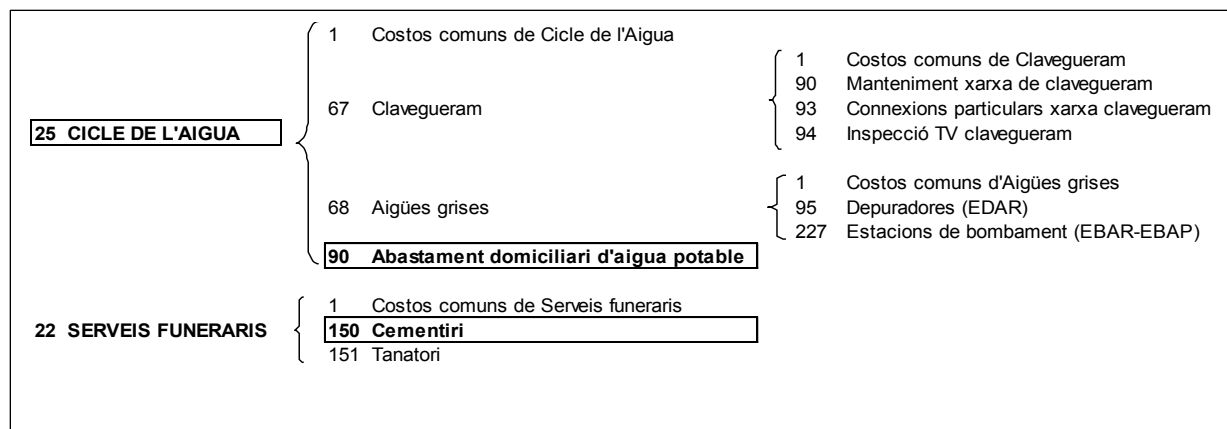 1 Costos comuns de Cicle de l'Aigua
1 Costos comuns de Clavegueram
90 Manteniment xarxa de clavegueram
67 Clavegueram
93 Connexions particulars xarxa clavegueram
25 CICLE DE L'AIGUA
94 Inspecció TV clavegueram
1 Costos comuns d'Aigües grises
68 Aigües grises
95 Depuradores (EDAR)
227 Estacions de bombament (EBAR-EBAP)
90 Abastament domiciliari d'aigua potable
1 Costos comuns de Serveis funeraris
22 SERVEIS FUNERARIS
150 Cementiri
151 Tanatori